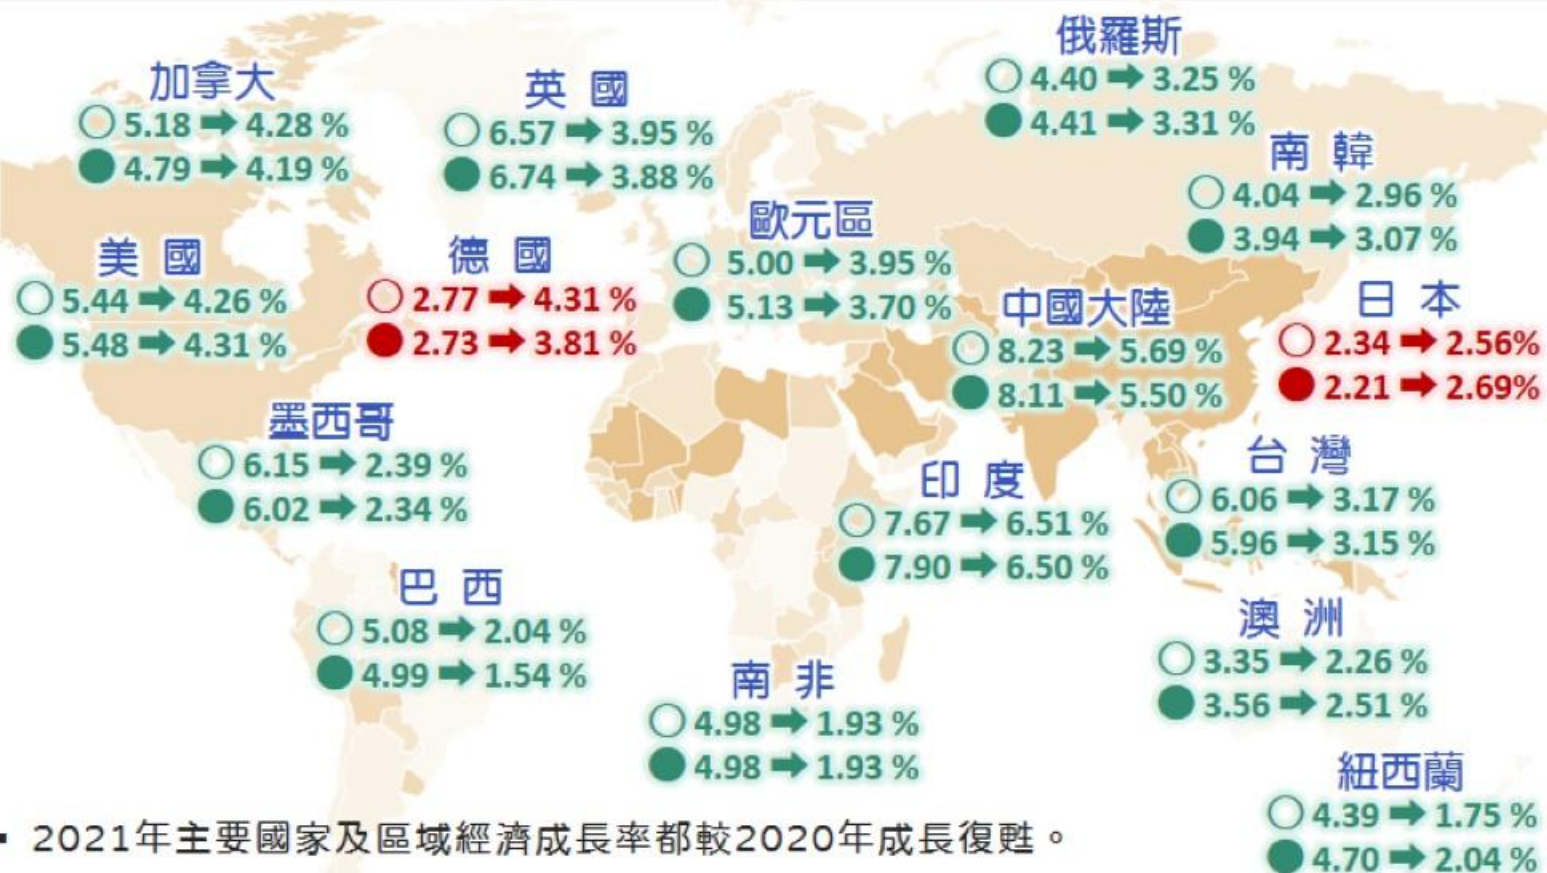 俄羅斯
4.40 ➡ 3.25 %
4.41 ➡ 3.31 %
加拿大
5.18 ➡ 4.28 %
4.79 ➡ 4.19 %
英 國
6.57 ➡ 3.95 %
6.74 ➡ 3.88 %
南 韓
4.04 ➡ 2.96 %
3.94 ➡ 3.07 %
歐元區
5.00 ➡ 3.95 %
5.13 ➡ 3.70 %
美 國
5.44 ➡ 4.26 %
5.48 ➡ 4.31 %
德 國
2.77 ➡ 4.31 %
2.73 ➡ 3.81 %
中國大陸
8.23 ➡ 5.69 %
8.11 ➡ 5.50 %
日 本
2.34 ➡ 2.56%
2.21 ➡ 2.69%
墨西哥
6.15 ➡ 2.39 %
6.02 ➡ 2.34 %
印 度
7.67 ➡ 6.51 %
7.90 ➡ 6.50 %
台 灣
6.06 ➡ 3.17 %
5.96 ➡ 3.15 %
巴 西
5.08 ➡ 2.04 %
4.99 ➡ 1.54 %
澳 洲
3.35 ➡ 2.26 %
3.56 ➡ 2.51 %
南 非
4.98 ➡ 1.93 %
4.98 ➡ 1.93 %
紐西蘭
4.39 ➡ 1.75 %
4.70 ➡ 2.04 %
▪ 2021年主要國家及區域經濟成長率都較2020年成長復甦。